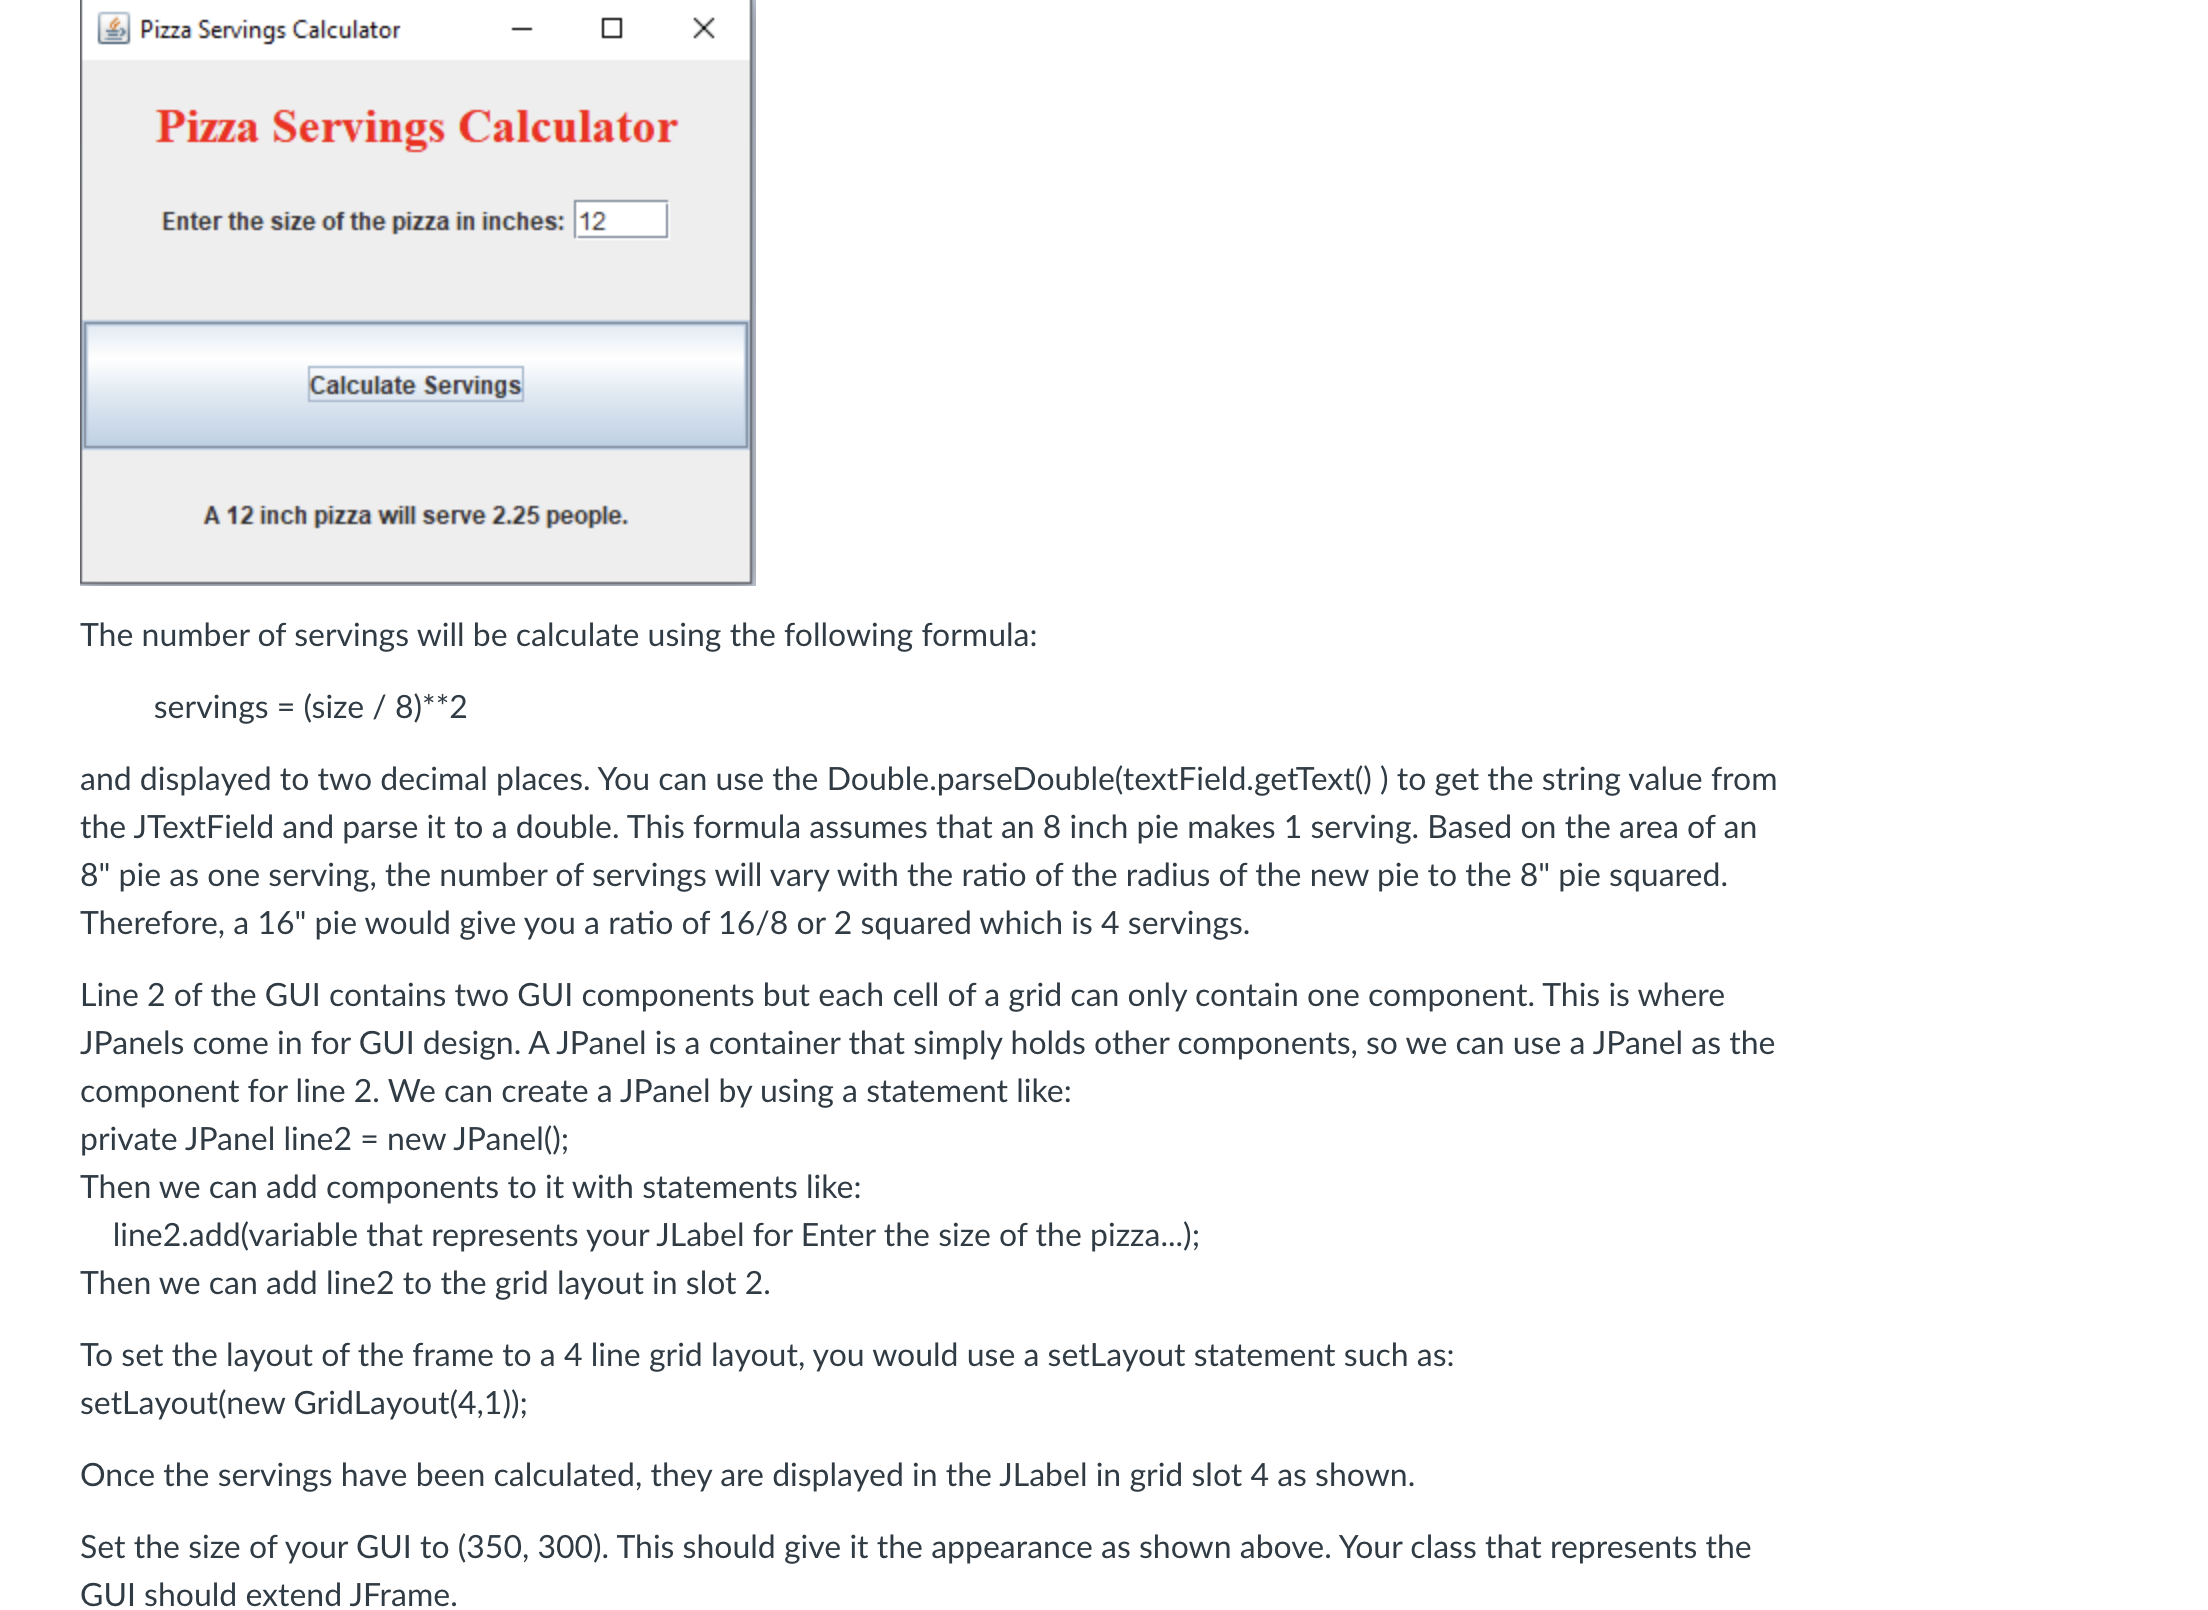 Pizza Servings Calculator
Pizza Servings Calculator
Enter the size of the pizza in inches: 12
Calculate Servings
A 12 inch pizza will serve 2.25 people.
The number of servings will be calculate using the following formula:
servings = (size / 8)**2
and displayed to two decimal places. You can use the Double.parseDouble(textField.getText() ) to get the string value from
the JTextField and parse it to a double. This formula assumes that an 8 inch pie makes 1 serving. Based on the area of an
8" pie as one serving, the number of servings will vary with the ratio of the radius of the new pie to the 8" pie squared.
Therefore, a 16" pie would give you a ratio of 16/8 or 2 squared which is 4 servings.
Line 2 of the GUI contains two GUI components but each cell of a grid can only contain one component. This is where
JPanels come in for GUI design. A JPanel is a container that simply holds other components, so we can use a JPanel as the
component for line 2. We can create a JPanel by using a statement like:
private JPanel line2 = new JPanel();
Then we can add components to it with statements like:
line2.add(variable that represents your JLabel for Enter the size of the pizza...);
Then we can add line2 to the grid layout in slot 2.
To set the layout of the frame to a 4 line grid layout, you would use a setLayout statement such as:
setLayout(new GridLayout(4,1));
Once the servings have been calculated, they are displayed in the JLabel in grid slot 4 as shown.
Set the size of your GUI to (350, 300). This should give it the appearance as shown above. Your class that represents the
GUI should extend JFrame.